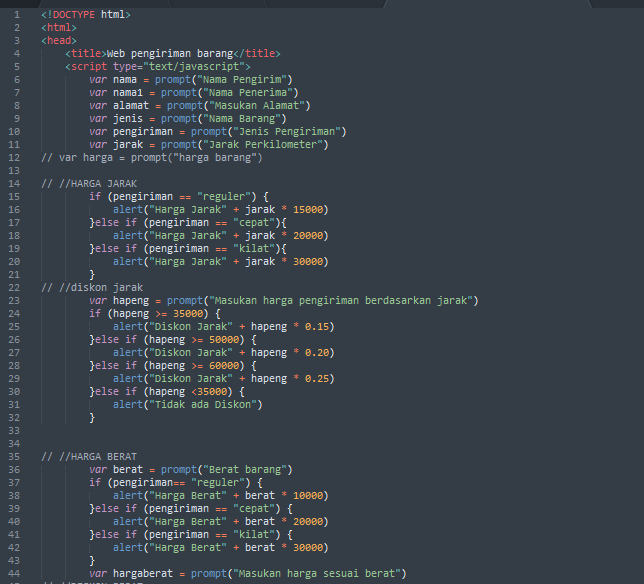 1 <!DOCTYPE html>
2 <html>
3 <head>
4 <title>Web pengiriman barang</title>
5 <script type="text/javascript">
6 var nama = prompt("Nama Pengirim")
7 var nama1 = prompt("Nama Penerima")
8 var alamat = prompt("Masukan Alamat")
9 var jenis = prompt("Nama Barang")
10 var pengiriman = prompt("Jenis Pengiriman")
11 var jarak = prompt("Jarak Perkilometer")
12 // var harga = prompt("harga barang")
13
14 // //HARGA JARAK
15 if (pengiriman == "reguler") {
16 alert("Harga Jarak" + jarak * 15000)
17 }else if (pengiriman == "cepat"){
18 alert("Harga Jarak" + jarak * 20000)
19 }else if (pengiriman == "kilat"){
20 alert("Harga Jarak" + jarak * 30000)
21 }
22 // //diskon jarak
23 var hapeng = prompt("Masukan harga pengiriman berdasarkan jarak")
24 if (hapeng >= 35000) {
25 alert("Diskon Jarak" + hapeng * 0.15)
26 }else if (hapeng >= 50000) {
27 alert("Diskon Jarak" + hapeng * 0.20)
28 }else if (hapeng >= 60000) {
29 alert("Diskon Jarak" + hapeng * 0.25)
30 }else if (hapeng <35000) {
31 alert("Tidak ada Diskon")
32 }
33
34
35 // //HARGA BERAT
36 var berat = prompt("Berat barang")
37 if (pengiriman== "reguler") {
38 alert("Harga Berat" + berat * 10000)
39 }else if (pengiriman == "cepat") {
40 alert("Harga Berat" + berat * 20000)
41 }else if (pengiriman == "kilat") {
42 alert("Harga Berat" + berat * 30000)
43 }
44 var hargaberat = prompt("Masukan harga sesuai berat")